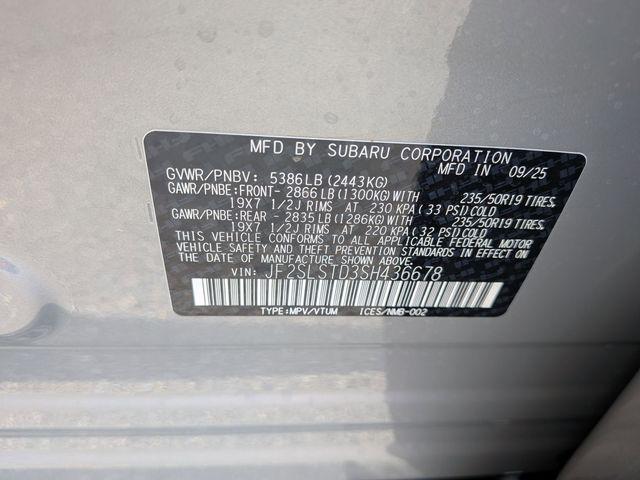 MFD BY SUBARU CORPORATION
MFD IN 09/25
GVWR/PNBV: 5386LB(2443KG)
GAWR/PNBE:FRONT- 2866LB(1300KG)WITH 235/50R19 TIRES,
19X7 1/2J RIMS AT 230 KPA(33 PSI)COLD
GAWR/PNBE:REAR - 2835LB(1286KG)WITH 235/50R19 TIRES,
19X7 1/2J RIMS AT 220 KPA(32 PSI)COLD
THIS VEHICLE CONFORMS TO ALL APPLICABLE FEDERAL MOTOR
VEHICLE SAFETY AND THEFT PREVENTION STANDARDS IN EFFECT ON
THE DATE OF MANUFACTURE SHOWN ABOVE.
VIN: JF2SLSTD3SH436678
TYPE:MPV/VTUM ICES/NMB-002